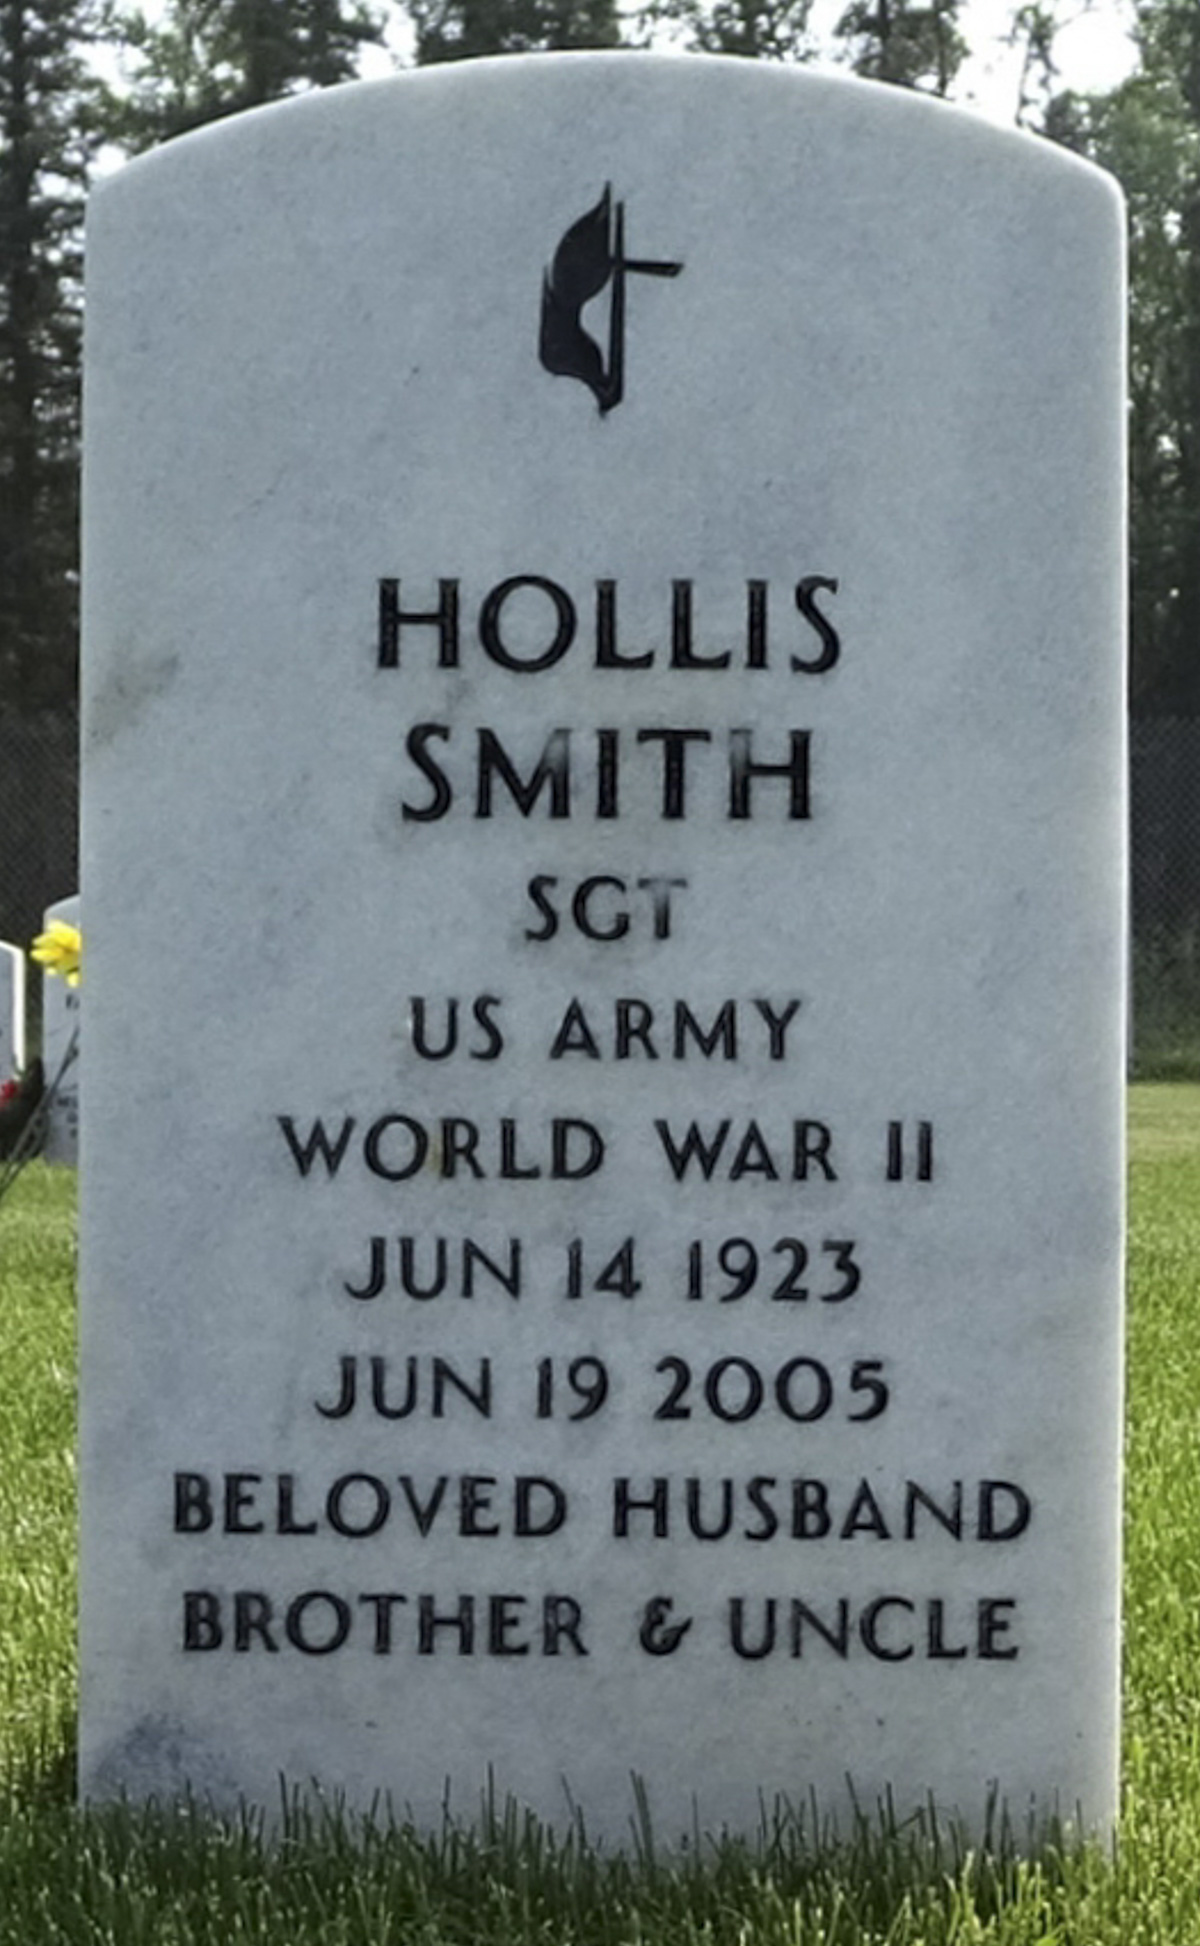 HOLLIS
SMITH
SGT
US ARMY
WORLD WAR II
JUN 14 1923
JUN 19 2005
BELOVED HUSBAND
BROTHER & UNCLE